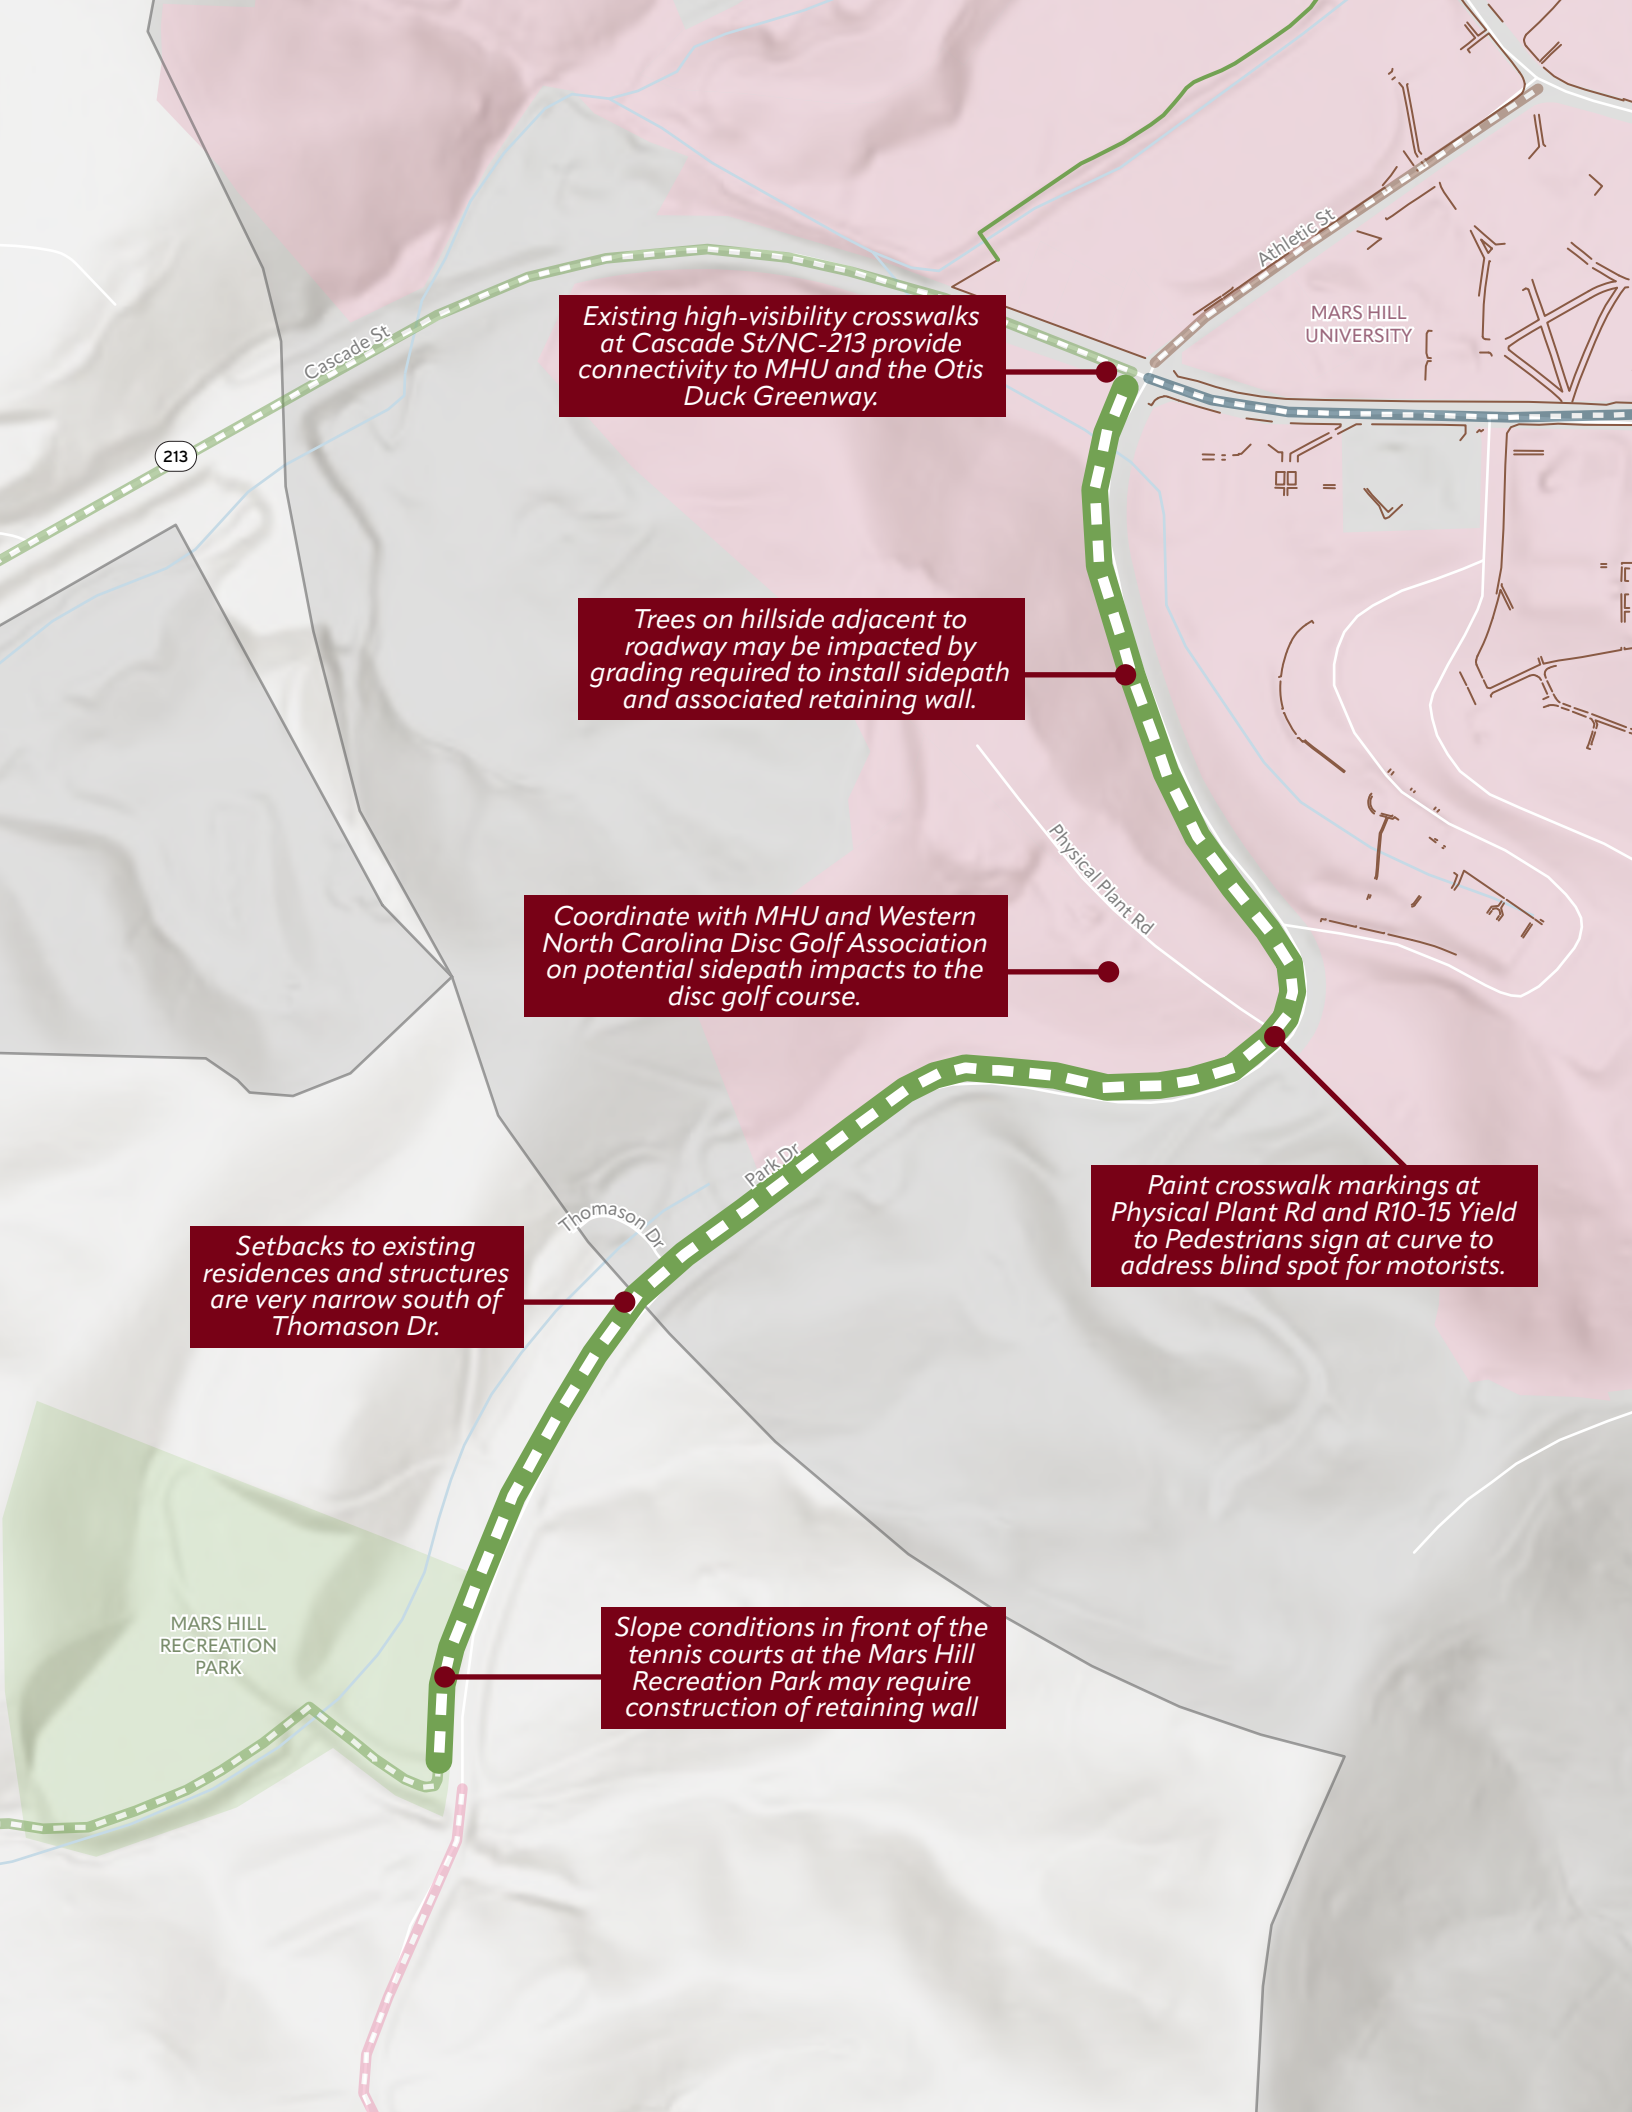 Athletic St
MARS HILL
UNIVERSITY
Existing high-visibility crosswalks
at Cascade St/NC-213 provide
connectivity to MHU and the Otis
Duck Greenway.
Cascade St
213
Trees on hillside adjacent to
roadway may be impacted by
grading required to install sidepath
and associated retaining wall.
Physical Plant Rd
Coordinate with MHU and Western
North Carolina Disc Golf Association
on potential sidepath impacts to the
disc golf course.
Park Dr
Paint crosswalk markings at
Physical Plant Rd and R10-15 Yield
to Pedestrians sign at curve to
address blind spot for motorists.
Thomason Dr
Setbacks to existing
residences and structures
are very narrow south of
Thomason Dr.
MARS HILL
RECREATION
PARK
Slope conditions in front of the
tennis courts at the Mars Hill
Recreation Park may require
construction of retaining wall